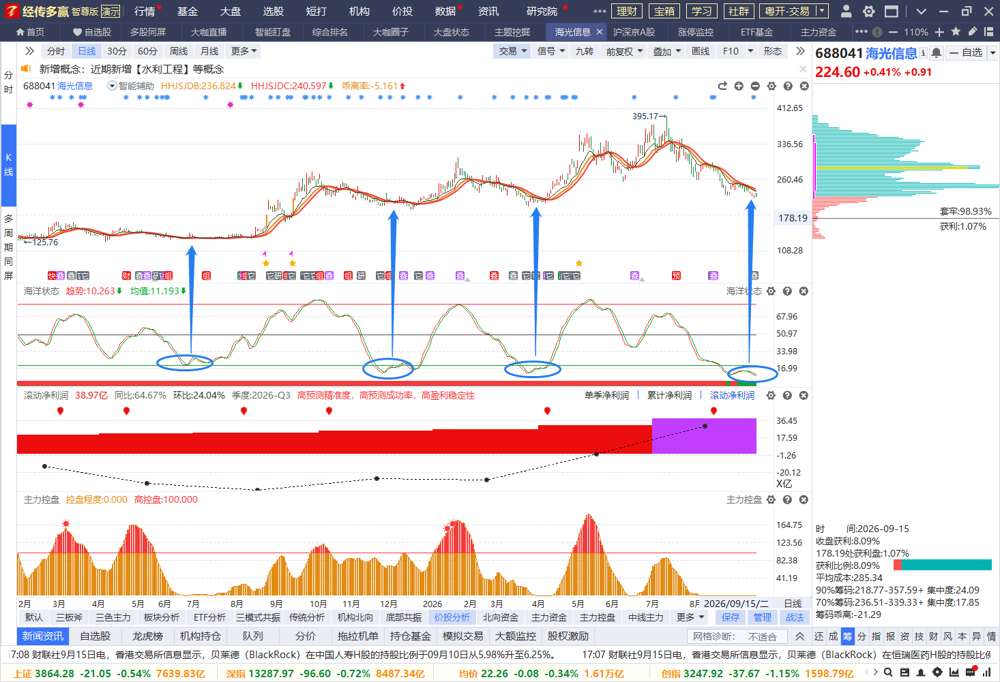 经传多赢 智尊版 演示 行情 基金 大盘 选股 短打 机构 价投 数据 资讯 研究院 理财 宝箱 学习 社群 粤开-交易
首页 自选股 多股同屏 大咖直播 智能盯盘 综合排名 大咖圈子 大盘状态 主题挖掘 海光信息 沪深京A股 涨停监控 ETF基金 主力资金 110%
分时 日线 30分 60分 周线 月线 更多 交易 信号 九转 前复权 叠加 画线 F10 形态
688041 海光信息 自选
224.60 +0.41% +0.91
新增概念：近期新增【水利工程】等概念
688041 海光信息 智能辅助 HHJSJDB:236.824 HHJSJDC:240.597 乖离率:-5.161
分时
K线
多周期同屏
412.65
395.17
336.56
260.46
178.19
125.76
108.28
套牢:98.93%
获利:1.07%
海洋状态 趋势:10.263 均值:11.193 海洋状态
67.96
50.97
33.98
16.99
滚动净利润 38.97亿 同比:64.67% 环比:24.04% 季度:2026-Q3 高预测精准度，高预测成功率，高盈利稳定性 单季净利润 累计净利润 滚动净利润
36.45
17.59
-1.26
-20.12
X亿
主力控盘 控盘程度:0.000 高控盘:100.000 主力控盘
164.75
123.56
82.38
41.19
时 间:2026-09-15
收盘获利:8.09%
178.19处获利盘:1.07%
获利比例:8.09%
平均成本:285.34
90%筹码:218.77-357.59+ 集中度:24.09
70%筹码:236.51-339.33+ 集中度:17.85
筹码乖离:-21.29
2月 3月 4月 5月 6月 7月 8月 9月 10月 11月 12月 2026 2月 3月 4月 5月 6月 7月 8月 2026/09/15/二 日线
默认 三板斧 三色主力 板块分析 ETF分析 三模式共振 传统分析 机构北向 底部共振 价投分析 北向资金 主力资金 主力控盘 中线主力 更多 保存 管理 战法
新闻资讯 自选股 龙虎榜 机构持仓 队列 分价 拖拉机单 持仓基金 模拟交易 大额监控 股权激励 网格诊断： 不适合 还 成 筹 分 指 报 资 技 财 风 本 异 情
17:08 财联社9月15日电，香港交易所信息显示，贝莱德（BlackRock）在中国人寿H股的持股比例于09月10日从5.98%升至6.25%。 17:07 财联社9月15日电，香港交易所信息显示，贝莱德（BlackRock）在恒瑞医药H股的持股比例
上证 3864.28 -21.05 -0.54% 7639.83亿 深指 13287.97 -96.60 -0.72% 8487.34亿 均价 22.26 -0.08 -0.34% 1.61万亿 创指 3247.92 -37.67 -1.15% 1598.79亿